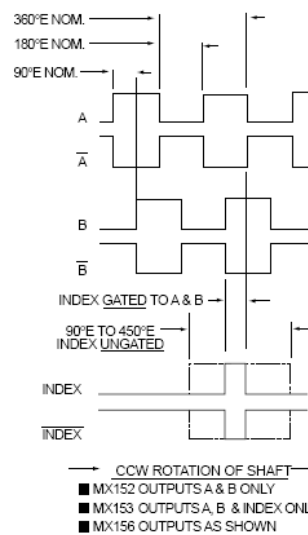 360°E NOM.
180°E NOM.
90°E NOM.
A
A
B
B
INDEX GATED TO A & B
90°E TO 450°E
INDEX UNGATED
INDEX
INDEX
CCW ROTATION OF SHAFT
MX152 OUTPUTS A & B ONLY
MX153 OUTPUTS A, B & INDEX ONL
MX156 OUTPUTS AS SHOWN